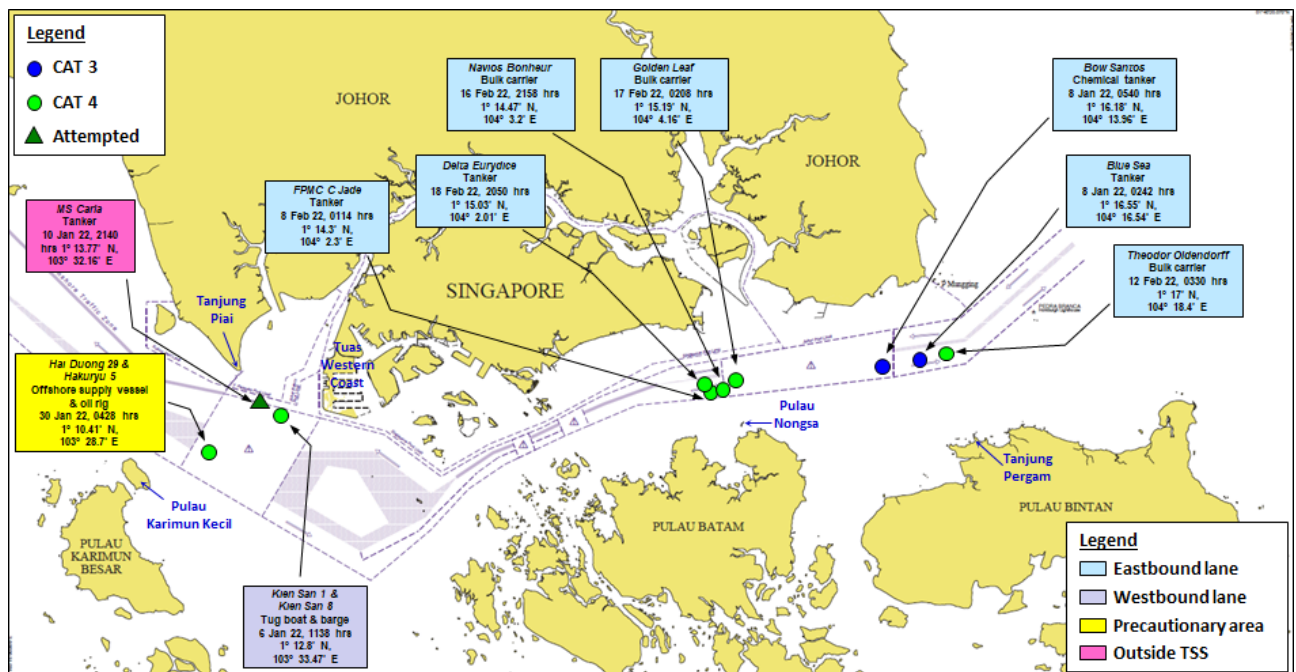 Legend
CAT 3
CAT 4
Attempted
JOHOR
Navios Bonheur
Bulk carrier
16 Feb 22, 2158 hrs
1° 14.47' N,
104° 3.2' E
Golden Leaf
Bulk carrier
17 Feb 22, 0208 hrs
1° 15.19' N,
104° 4.16' E
Bow Santos
Chemical tanker
8 Jan 22, 0540 hrs
1° 16.18' N,
104° 13.96' E
JOHOR
Delta Eurydice
Tanker
18 Feb 22, 2050 hrs
1° 15.03' N,
104° 2.01' E
Blue Sea
Tanker
8 Jan 22, 0242 hrs
1° 16.55' N,
104° 16.54' E
FPMC C Jade
Tanker
8 Feb 22, 0114 hrs
1° 14.3' N,
104° 2.3' E
MS Carla
Tanker
10 Jan 22, 2140
hrs 1° 13.77' N,
103° 32.16' E
Theodor Oldendorff
Bulk carrier
12 Feb 22, 0330 hrs
1° 17' N,
104° 18.4' E
SINGAPORE
Tanjung
Piai
Tuas
Western
Coast
Hai Duong 29 &
Hakuryu 5
Offshore supply vessel
& oil rig
30 Jan 22, 0428 hrs
1° 10.41' N,
103° 28.7' E
Pulau
Nongsa
Tanjung
Pergam
Pulau
Karimun Kecil
PULAU
KARIMUN
BESAR
PULAU BATAM
PULAU BINTAN
Kien San 1 &
Kien San 8
Tug boat & barge
6 Jan 22, 1138 hrs
1° 12.8' N,
103° 33.47' E
Legend
Eastbound lane
Westbound lane
Precautionary area
Outside TSS